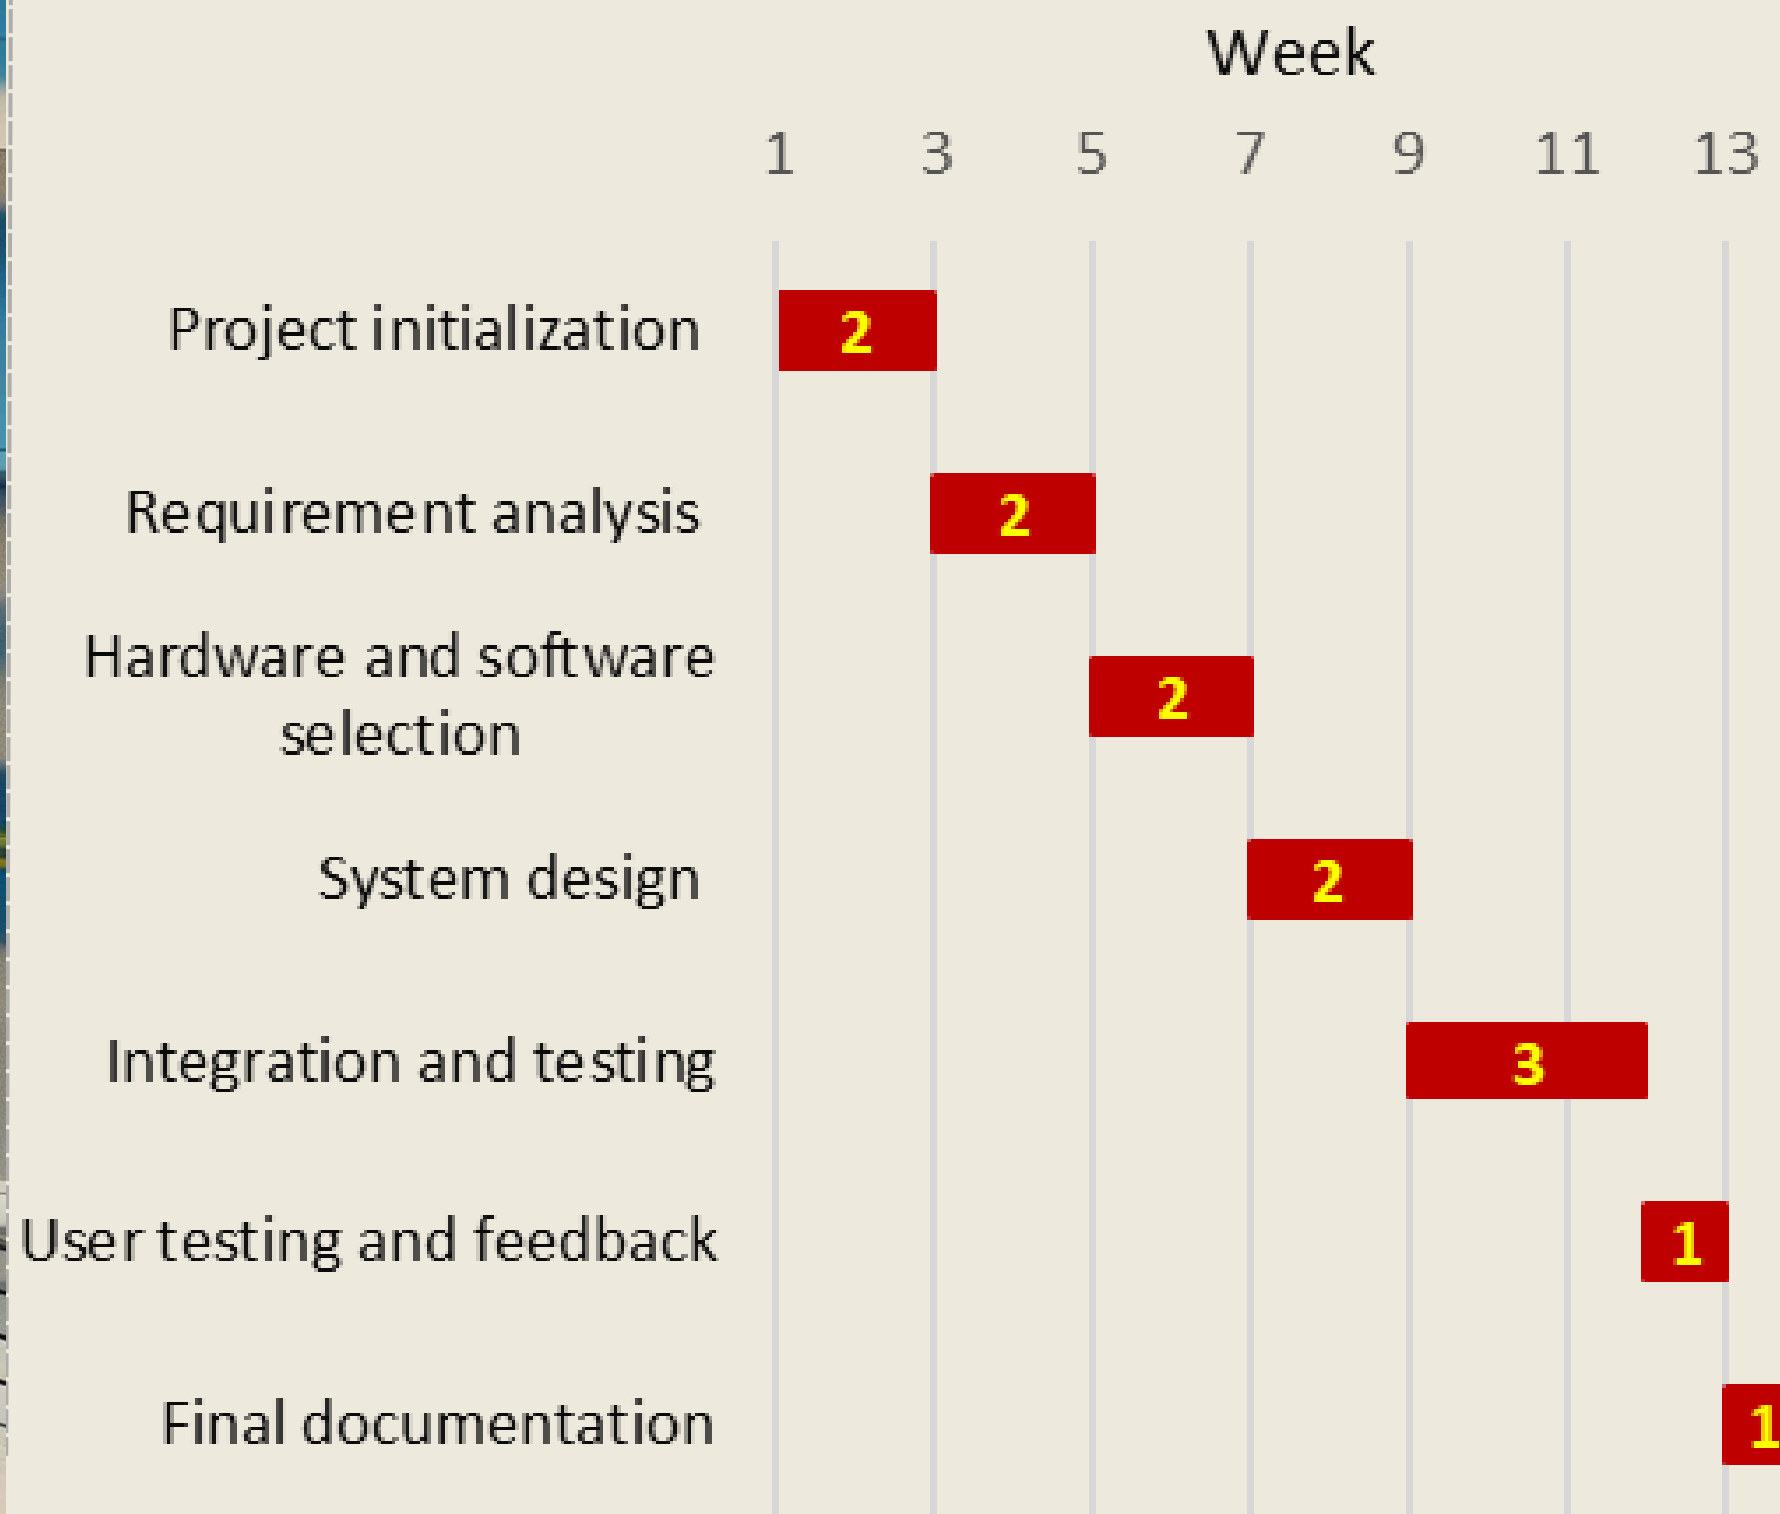 Week
1 3 5 7 9 11 13
Project initialization 2
Requirement analysis 2
Hardware and software
selection 2
System design 2
Integration and testing 3
User testing and feedback 1
Final documentation 1